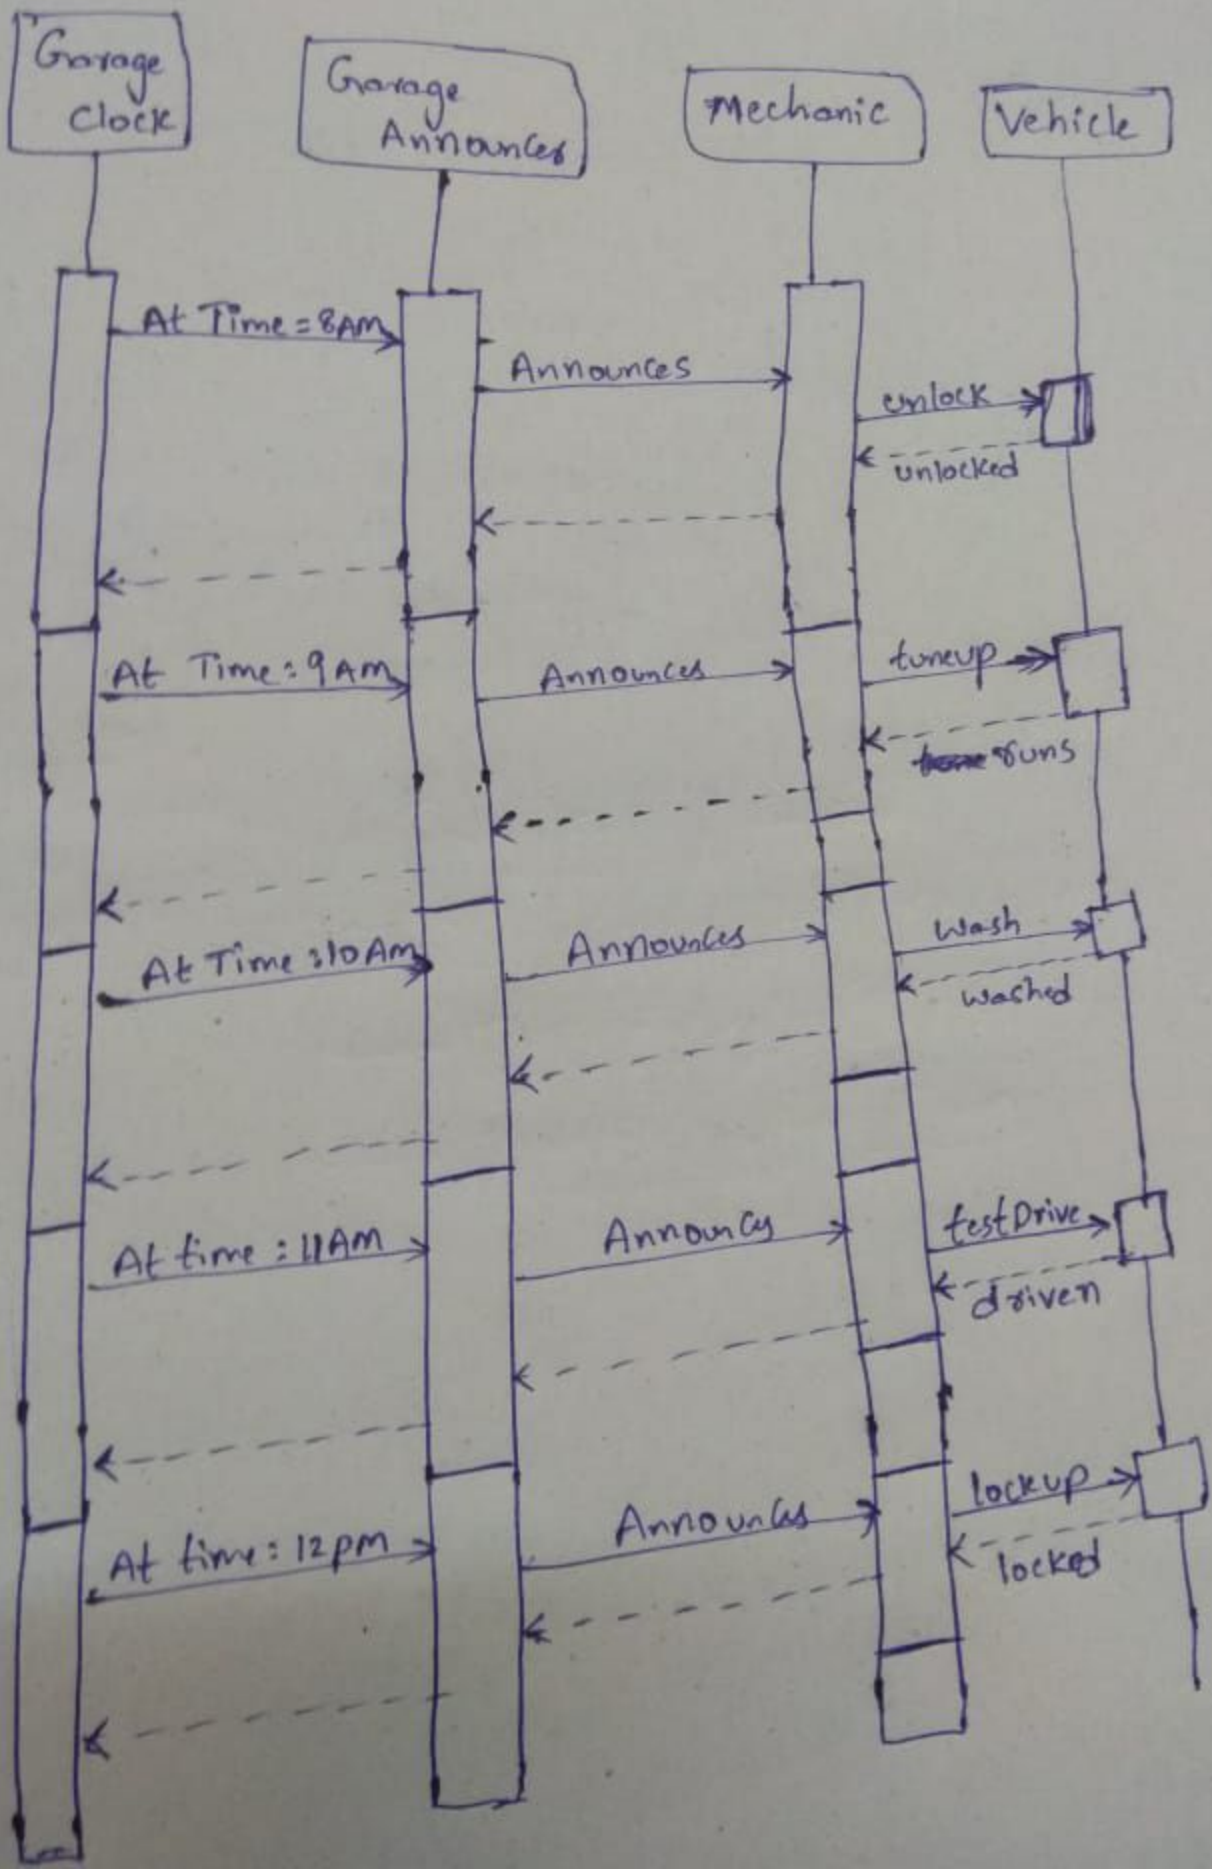 Garage
Clock
Garage
Announces
Mechanic
Vehicle
At Time = 8AM
Announces
unlock
unlocked
At Time : 9AM
Announces
tuneup
runs
At Time : 10AM
Announces
Wash
washed
At time : 11AM
Announcs
testDrive
driven
At time : 12pm
Announces
lockup
locked